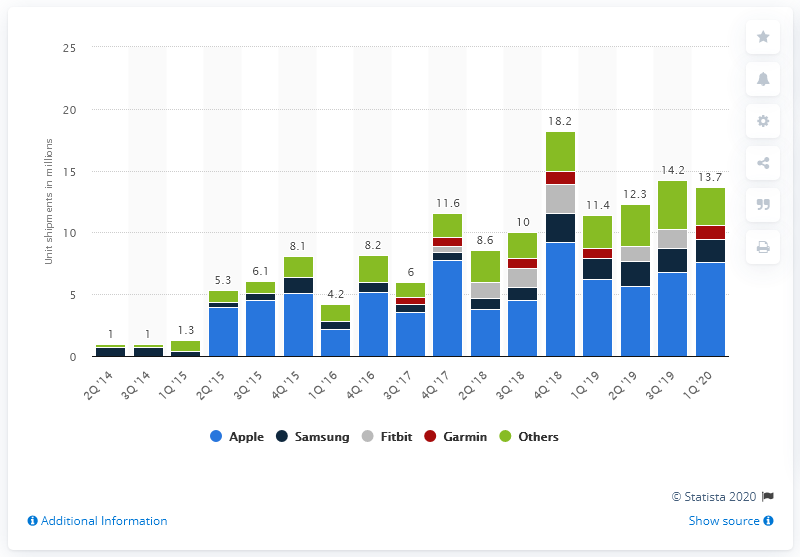 25
20
15
10
5
0
Unit shipments in millions
1
1
1.3
5.3
6.1
8.1
4.2
8.2
6
11.6
8.6
10
18.2
11.4
12.3
14.2
13.7
2Q '14
3Q '14
1Q '15
2Q '15
3Q '15
4Q '15
1Q '16
4Q '16
3Q '17
4Q '17
2Q '18
3Q '18
4Q '18
1Q '19
2Q '19
3Q '19
1Q '20
Apple Samsung Fitbit Garmin Others
© Statista 2020
Additional Information Show source